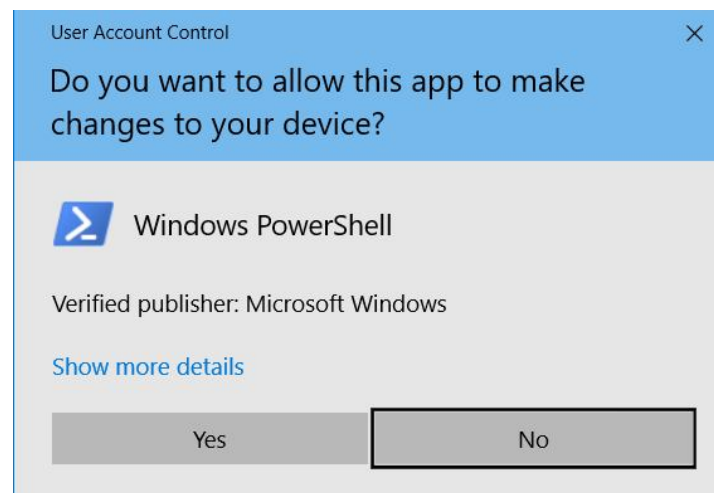 User Account Control
Do you want to allow this app to make
changes to your device?
Windows PowerShell
Verified publisher: Microsoft Windows
Show more details
Yes
No